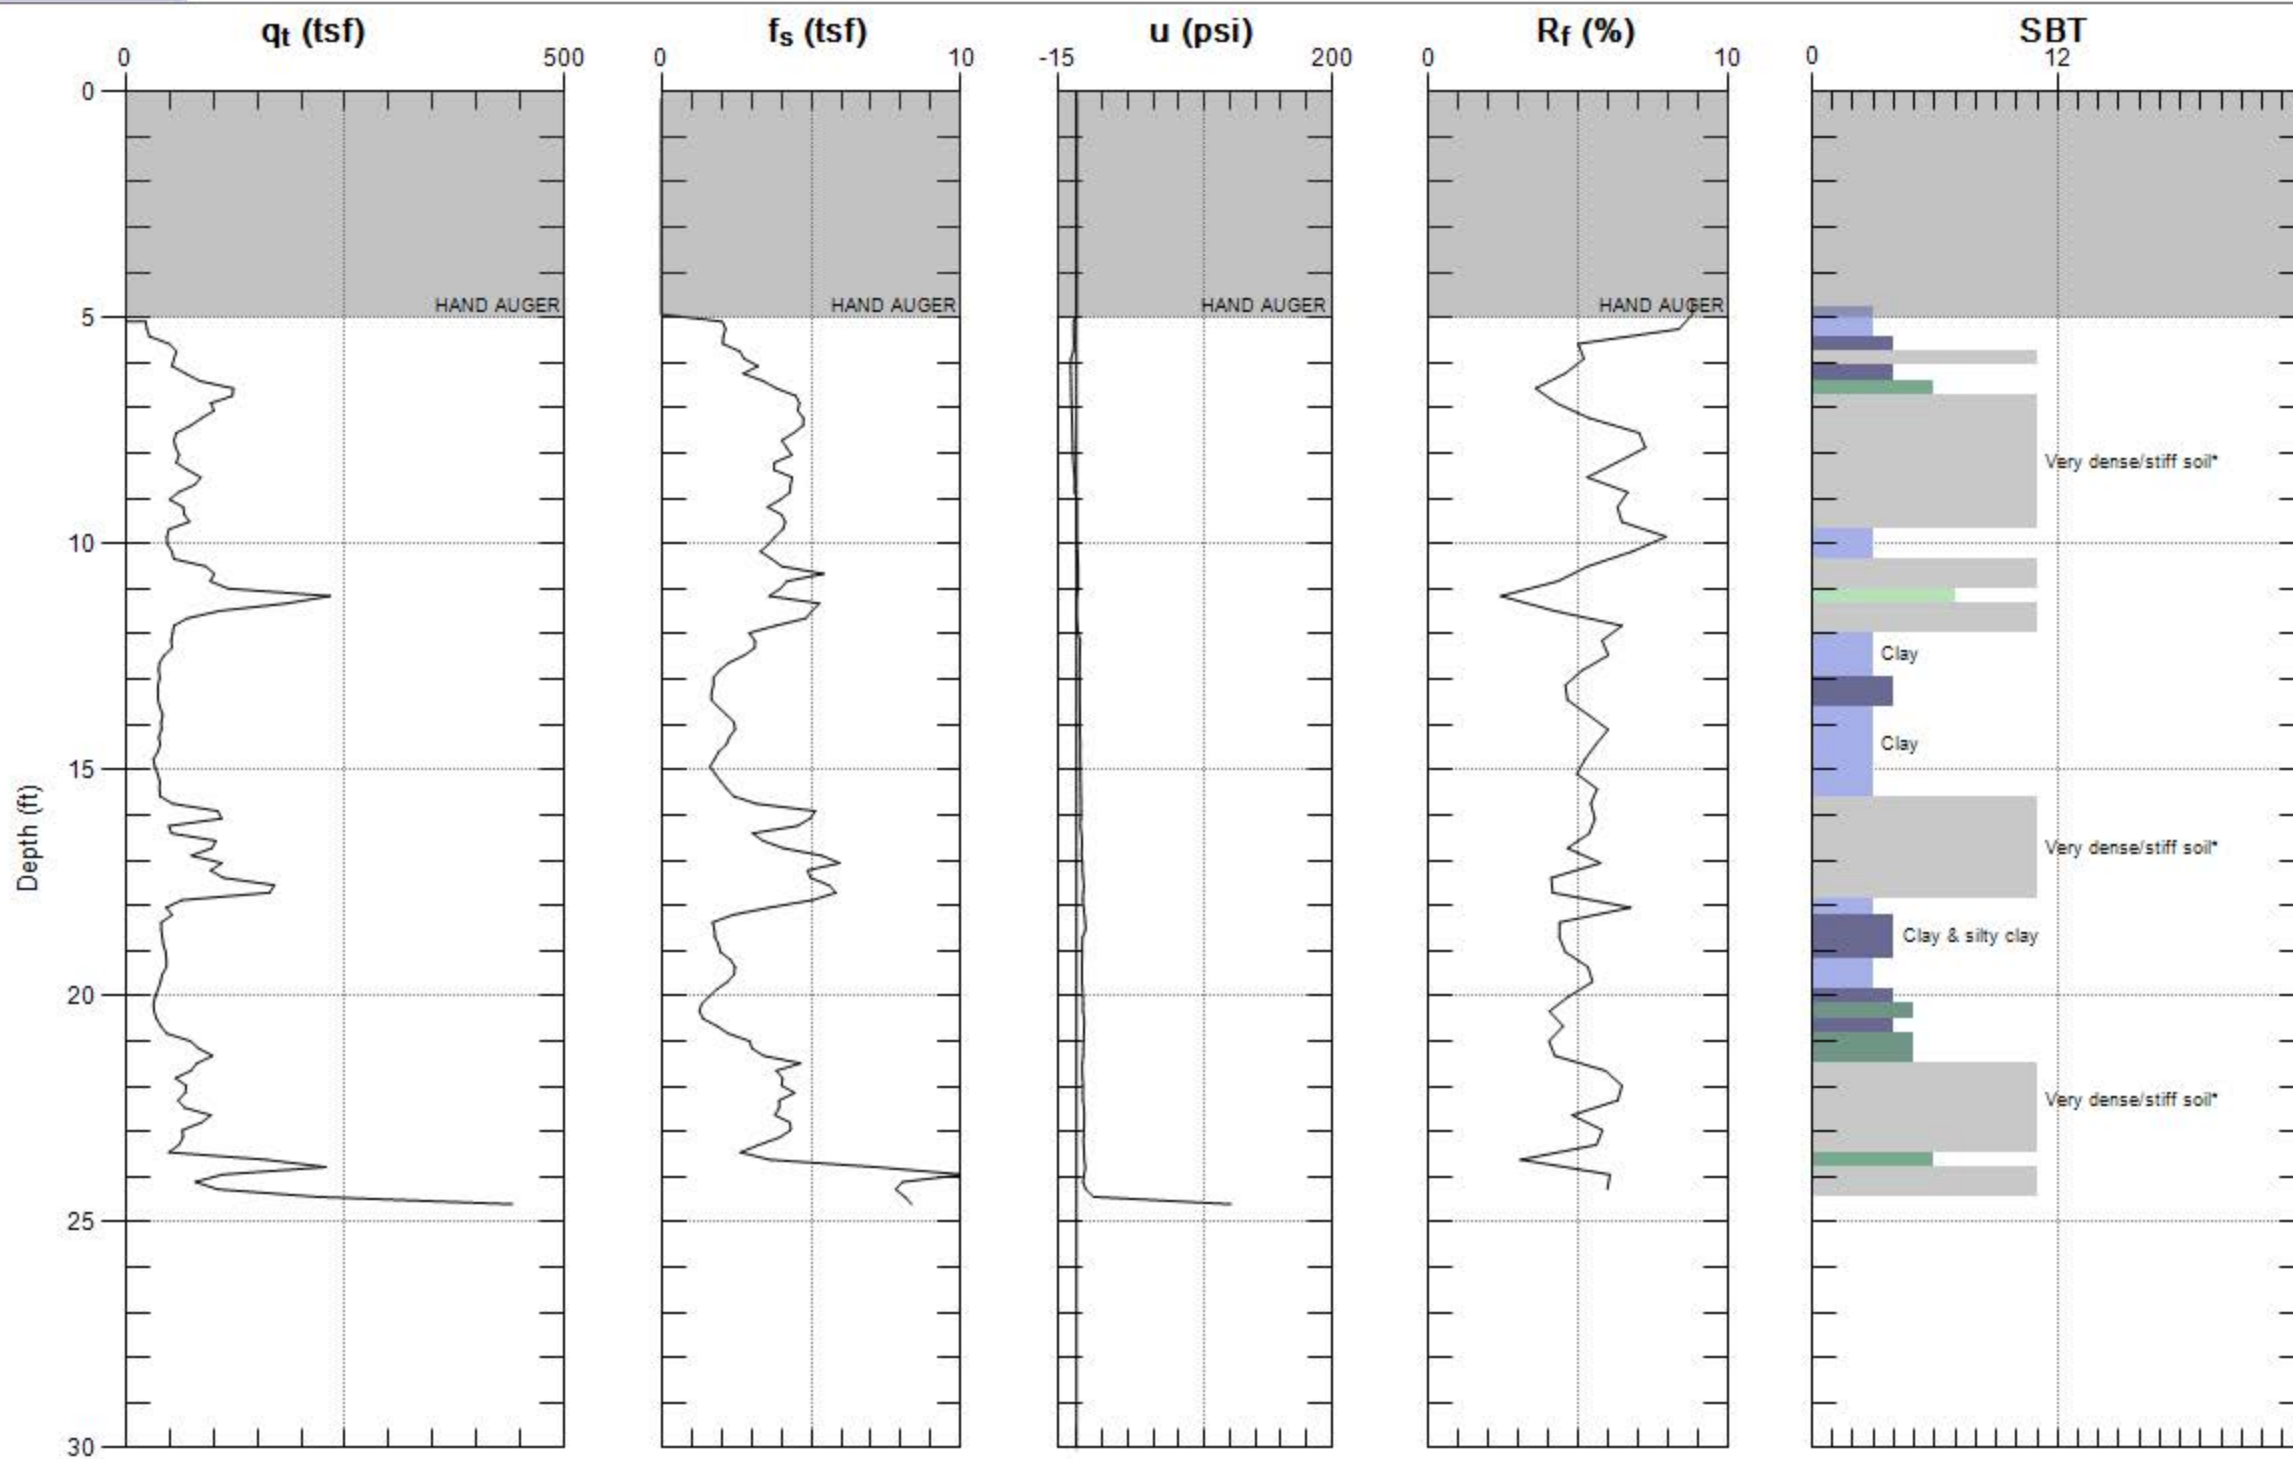 qt (tsf) fs (tsf) u (psi) Rf (%) SBT
0 500 0 10 -15 200 0 10 0 12
0
HAND AUGER HAND AUGER HAND AUGER HAND AUGER
5
Very dense/stiff soil*
10
Clay
Clay
15
Depth (ft)
Very dense/stiff soil*
Clay & silty clay
20
Very dense/stiff soil*
25
30